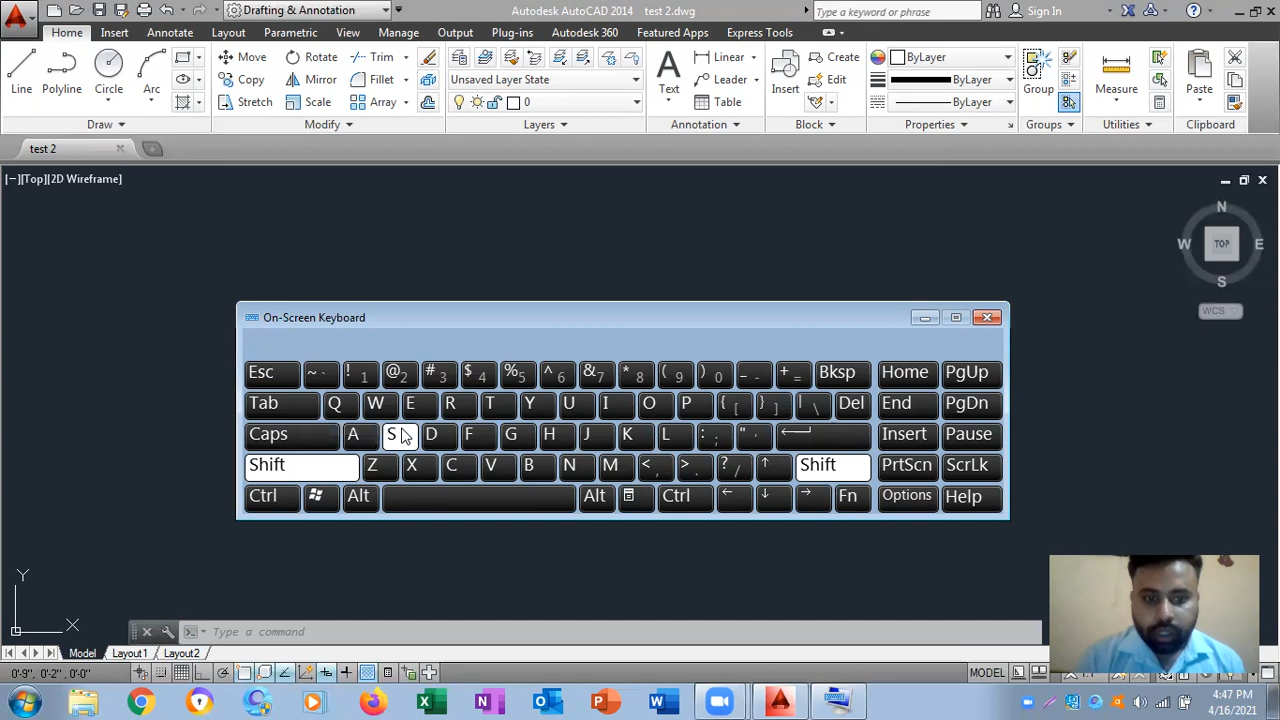 Drafting & Annotation
Autodesk AutoCAD 2014 test 2.dwg
Type a keyword or phrase
Sign In
Home Insert Annotate Layout Parametric View Manage Output Plug-ins Autodesk 360 Featured Apps Express Tools
Line Polyline Circle Arc
Move Rotate Trim
Copy Mirror Fillet
Stretch Scale Array
Unsaved Layer State
0
Text
Linear
Leader
Table
Insert
Create
Edit
ByLayer
ByLayer
ByLayer
Group
Measure
Paste
Draw Modify Layers Annotation Block Properties Groups Utilities Clipboard
test 2
[−][Top][2D Wireframe]
N
W TOP E
S
WCS
On-Screen Keyboard
Esc ~ ` ! 1 @ 2 # 3 $ 4 % 5 ^ 6 & 7 * 8 ( 9 ) 0 _ - + = Bksp Home PgUp
Tab Q W E R T Y U I O P { [ } ] | \ Del End PgDn
Caps A S D F G H J K L : ; " ' Insert Pause
Shift Z X C V B N M < , > . ? / ↑ Shift PrtScn ScrLk
Ctrl Alt Alt Ctrl ← ↓ → Fn Options Help
Y
X
Type a command
Model Layout1 Layout2
0'-9", 0'-2", 0'-0"
MODEL
4:47 PM
4/16/2021